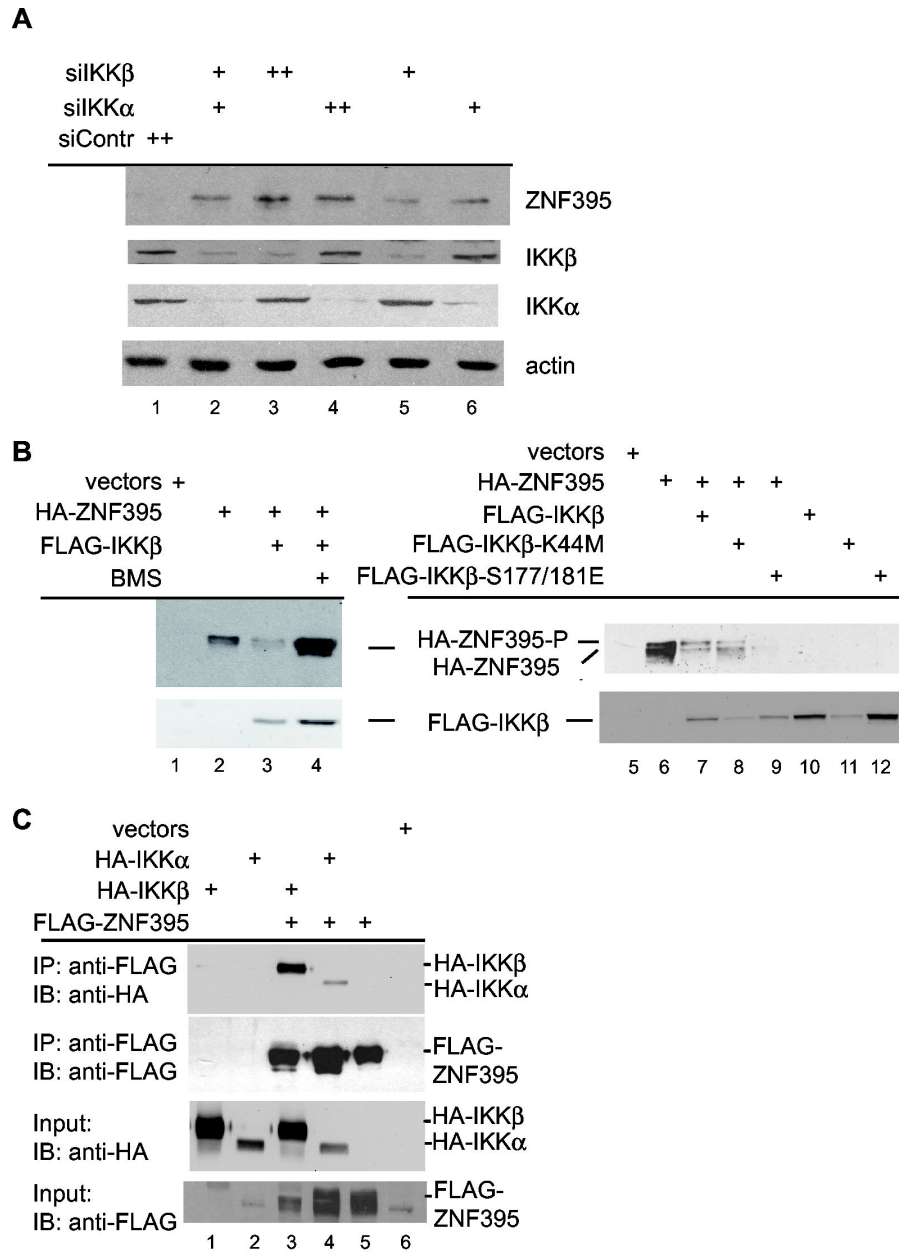 A
siIKKβ + ++ +
siIKKα + ++ +
siContr ++
ZNF395
IKKβ
IKKα
actin
1 2 3 4 5 6
B
vectors +
HA-ZNF395 + + +
FLAG-IKKβ + +
BMS +
vectors +
HA-ZNF395 + + + +
FLAG-IKKβ + +
FLAG-IKKβ-K44M + +
FLAG-IKKβ-S177/181E + +
HA-ZNF395-P
HA-ZNF395
FLAG-IKKβ
1 2 3 4
5 6 7 8 9 10 11 12
C
vectors +
HA-IKKα + +
HA-IKKβ + +
FLAG-ZNF395 + + +
IP: anti-FLAG
IB: anti-HA
HA-IKKβ
HA-IKKα
IP: anti-FLAG
IB: anti-FLAG
FLAG-
ZNF395
Input:
IB: anti-HA
HA-IKKβ
HA-IKKα
Input:
IB: anti-FLAG
FLAG-
ZNF395
1 2 3 4 5 6